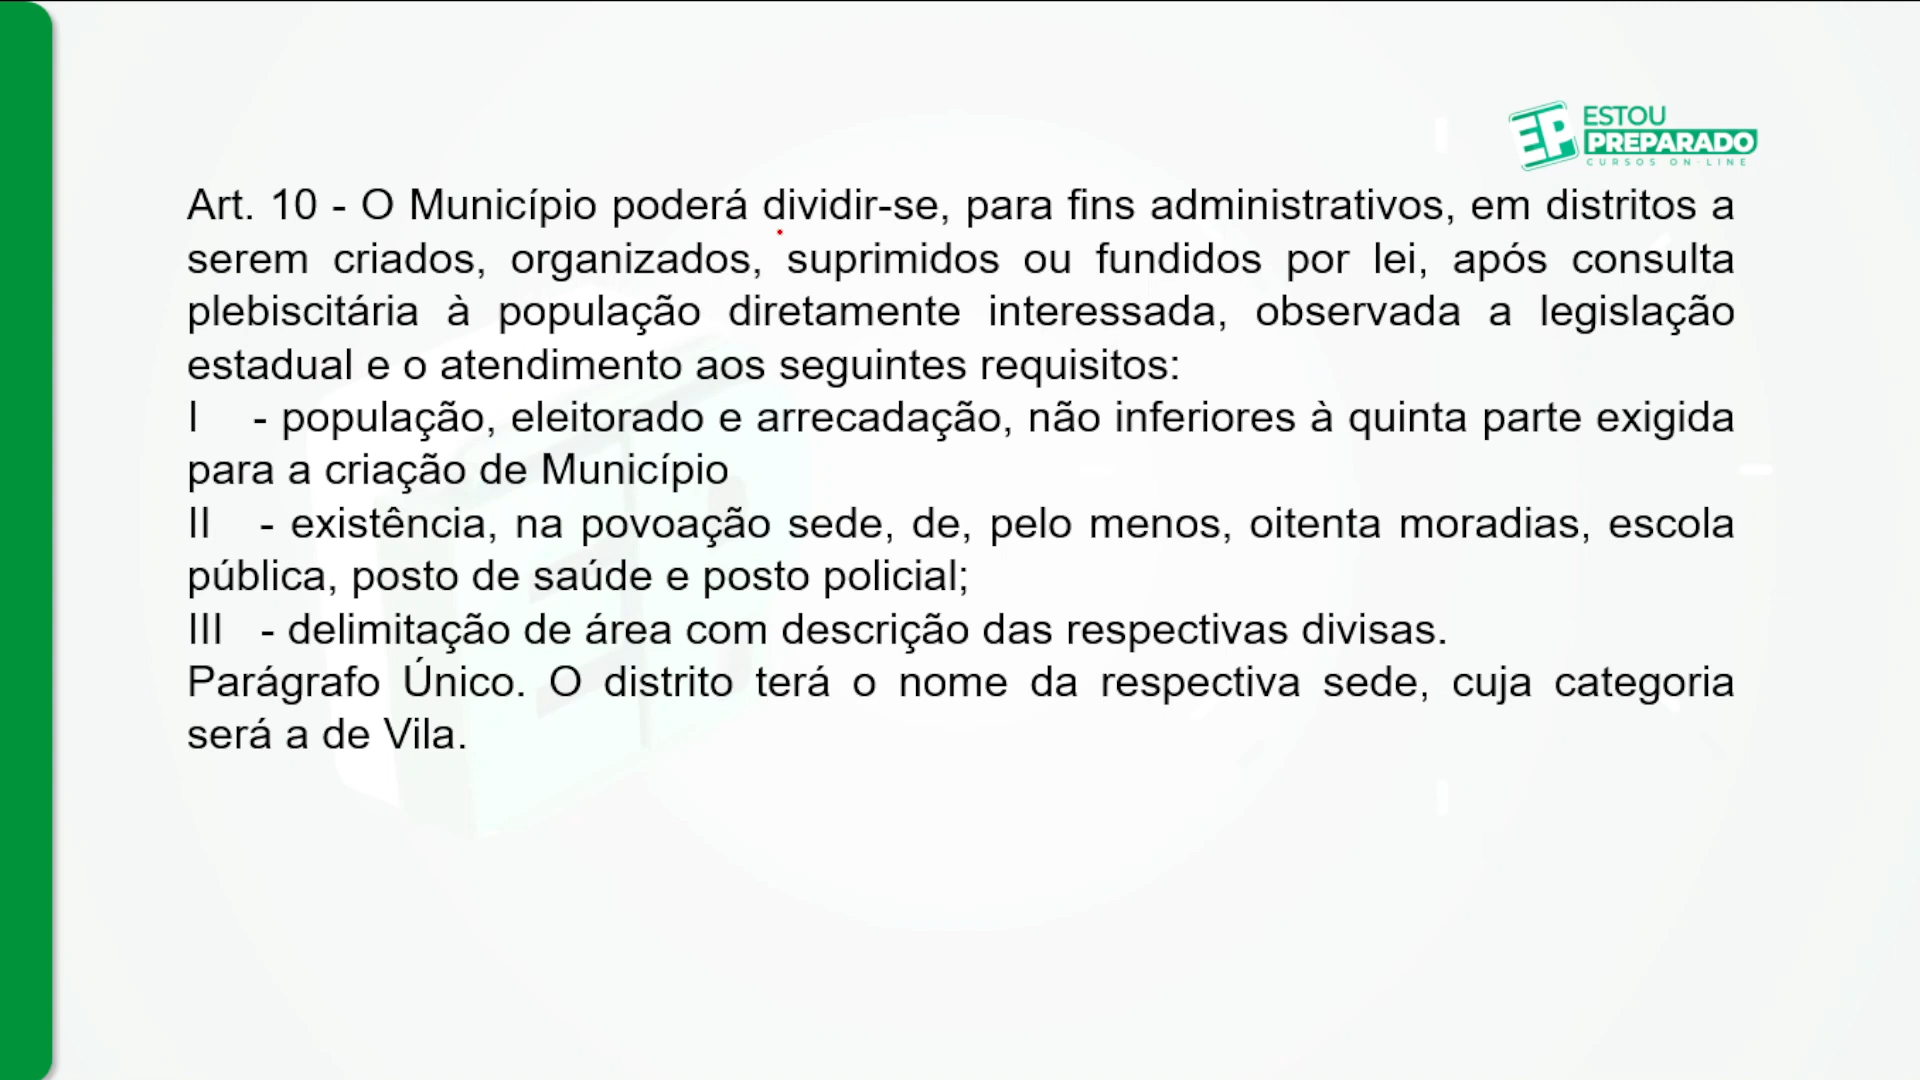 EP ESTOU
PREPARADO
CURSOS ON-LINE
Art. 10 - O Município poderá dividir-se, para fins administrativos, em distritos a
serem criados, organizados, suprimidos ou fundidos por lei, após consulta
plebiscitária à população diretamente interessada, observada a legislação
estadual e o atendimento aos seguintes requisitos:
I - população, eleitorado e arrecadação, não inferiores à quinta parte exigida
para a criação de Município
II - existência, na povoação sede, de, pelo menos, oitenta moradias, escola
pública, posto de saúde e posto policial;
III - delimitação de área com descrição das respectivas divisas.
Parágrafo Único. O distrito terá o nome da respectiva sede, cuja categoria
será a de Vila.